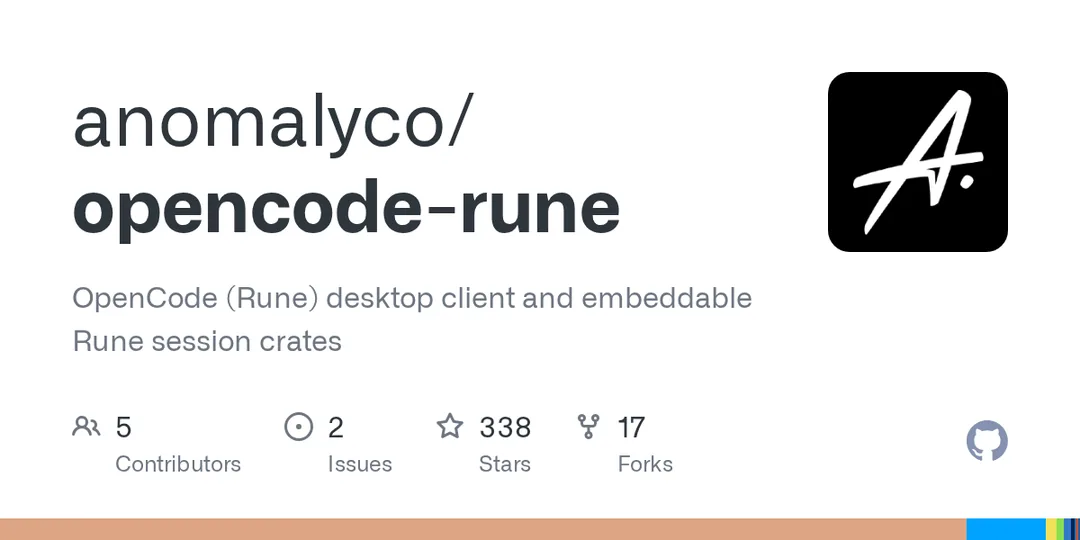 anomalyco/
opencode-rune
A.
OpenCode (Rune) desktop client and embeddable
Rune session crates
5
Contributors
2
Issues
338
Stars
17
Forks